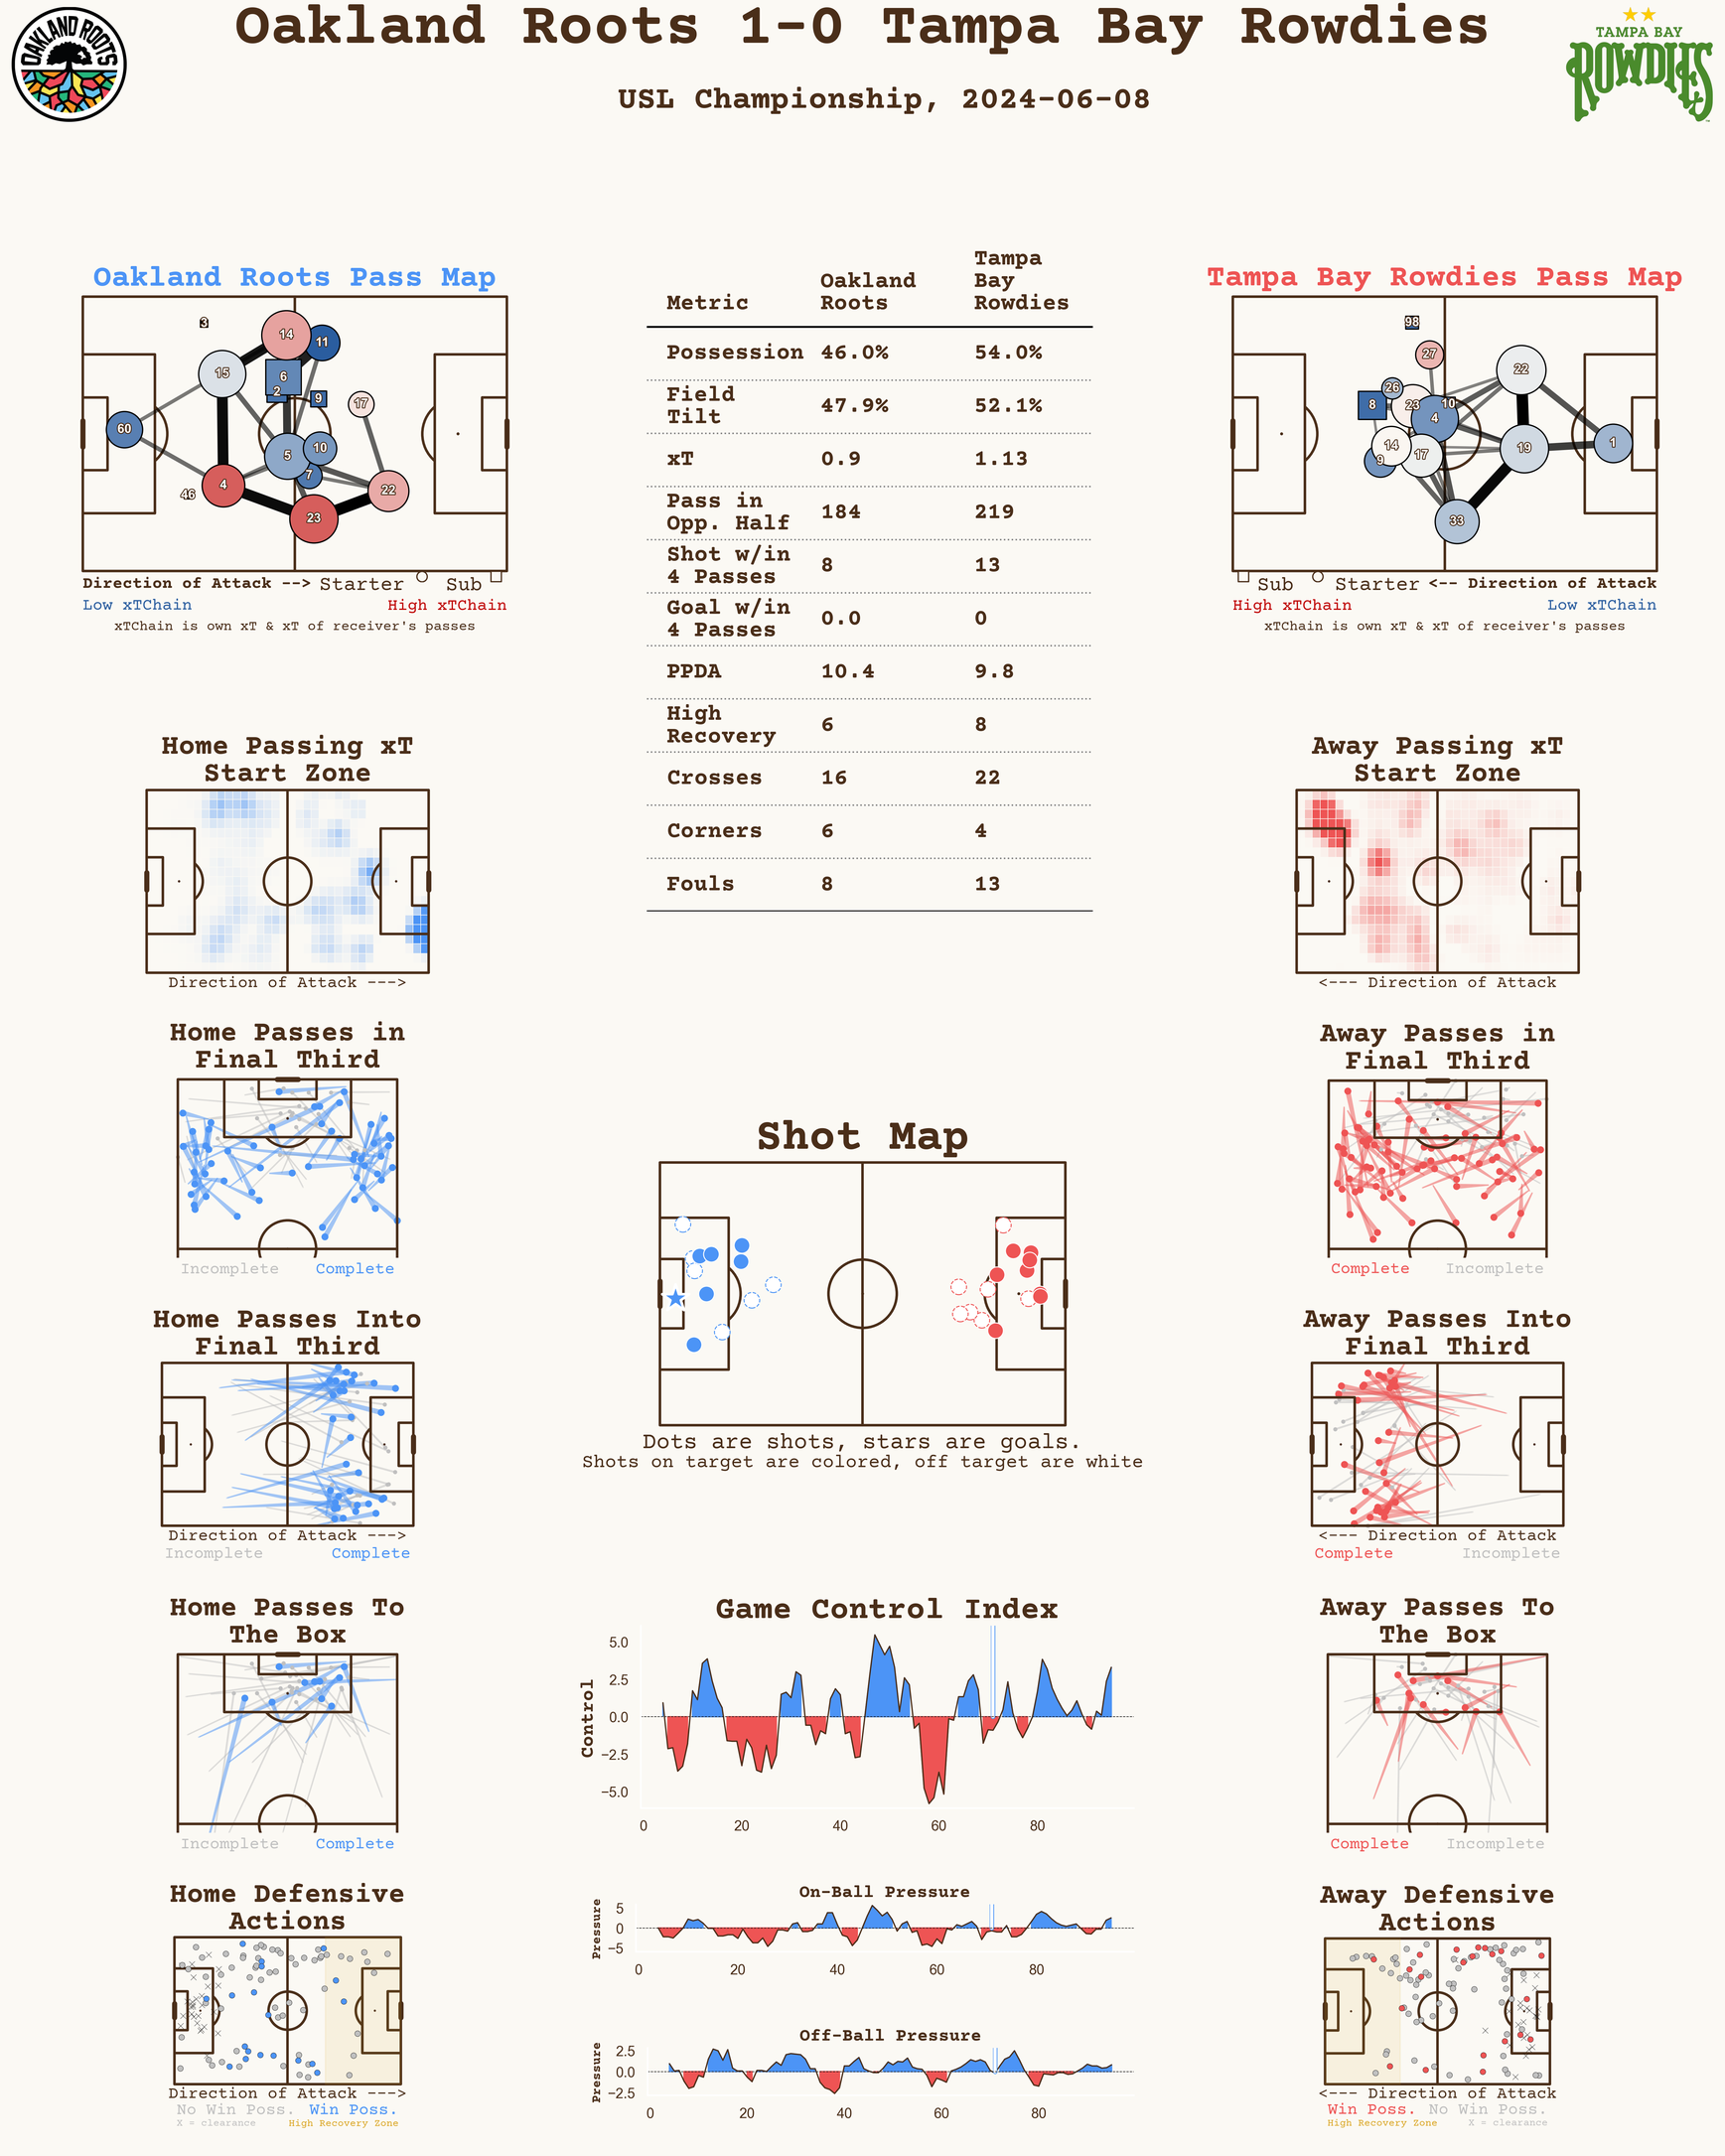 Oakland Roots 1-0 Tampa Bay Rowdies
USL Championship, 2024-06-08
OAKLAND ROOTS
TAMPA BAY
ROWDIES
Oakland Roots Pass Map
3
14
11
15
6
2
9
17
60
10
5
7
4
22
46
23
Direction of Attack --> Starter Sub
Low xTChain High xTChain
xTChain is own xT & xT of receiver's passes
Metric Oakland Roots Tampa Bay Rowdies
Possession 46.0% 54.0%
Field Tilt 47.9% 52.1%
xT 0.9 1.13
Pass in Opp. Half 184 219
Shot w/in 4 Passes 8 13
Goal w/in 4 Passes 0.0 0
PPDA 10.4 9.8
High Recovery 6 8
Crosses 16 22
Corners 6 4
Fouls 8 13
Tampa Bay Rowdies Pass Map
98
27
22
26
8
23
10
4
14
9
17
19
1
33
Sub Starter <-- Direction of Attack
High xTChain Low xTChain
xTChain is own xT & xT of receiver's passes
Home Passing xT
Start Zone
Direction of Attack --->
Away Passing xT
Start Zone
<--- Direction of Attack
Home Passes in
Final Third
Incomplete Complete
Away Passes in
Final Third
Complete Incomplete
Shot Map
Dots are shots, stars are goals.
Shots on target are colored, off target are white
Home Passes Into
Final Third
Direction of Attack --->
Incomplete Complete
Away Passes Into
Final Third
<--- Direction of Attack
Complete Incomplete
Home Passes To
The Box
Incomplete Complete
Game Control Index
Control
5.0
2.5
0.0
−2.5
−5.0
0 20 40 60 80
Away Passes To
The Box
Complete Incomplete
Home Defensive
Actions
Direction of Attack --->
No Win Poss. Win Poss.
X = clearance High Recovery Zone
On-Ball Pressure
Pressure
5
0
−5
0 20 40 60 80
Off-Ball Pressure
Pressure
2.5
0.0
−2.5
0 20 40 60 80
Away Defensive
Actions
<--- Direction of Attack
Win Poss. No Win Poss.
High Recovery Zone X = clearance